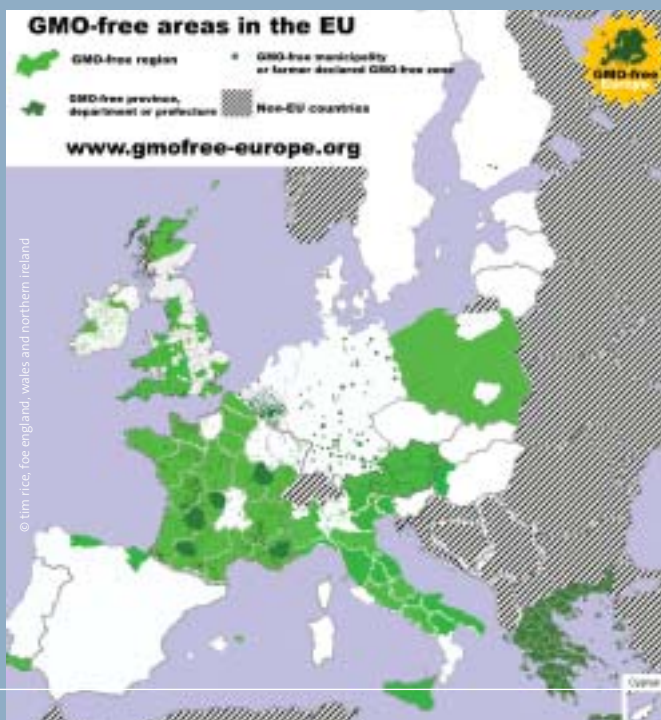 GMO-free areas in the EU
GMO-free region
GMO-free municipality
or former declared GMO-free zone
GMO-free province,
department or prefecture
Non-EU countries
www.gmofree-europe.org
GMO-free
Europe
© tim rice, foe england, wales and northern ireland
Cyprus